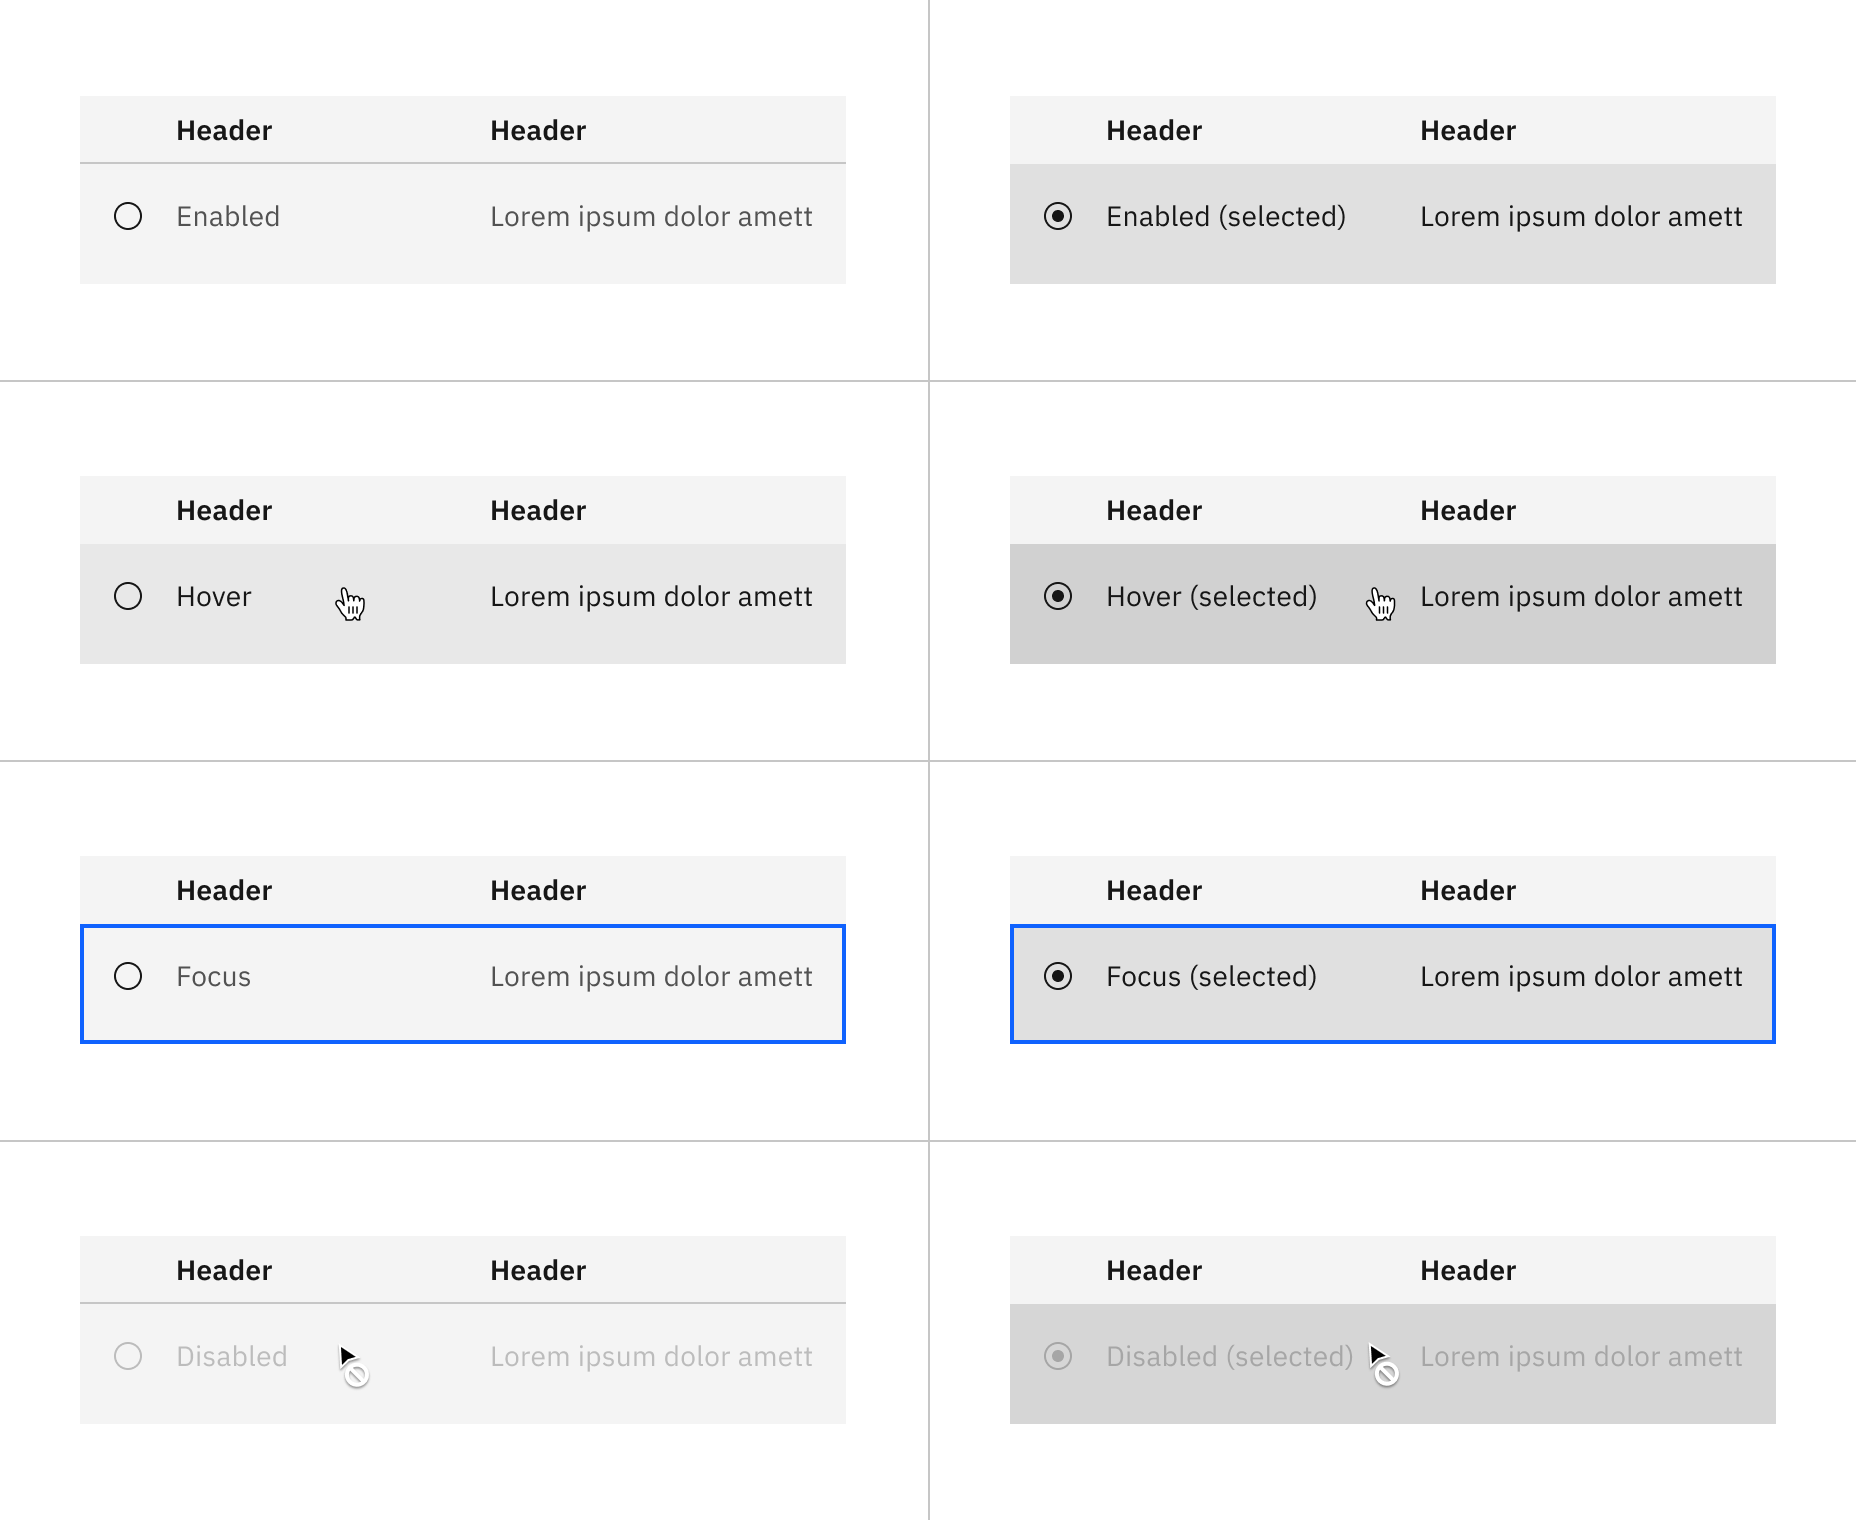 Header Header
Enabled Lorem ipsum dolor amett
Header Header
Enabled (selected) Lorem ipsum dolor amett
Header Header
Hover Lorem ipsum dolor amett
Header Header
Hover (selected) Lorem ipsum dolor amett
Header Header
Focus Lorem ipsum dolor amett
Header Header
Focus (selected) Lorem ipsum dolor amett
Header Header
Disabled Lorem ipsum dolor amett
Header Header
Disabled (selected) Lorem ipsum dolor amett